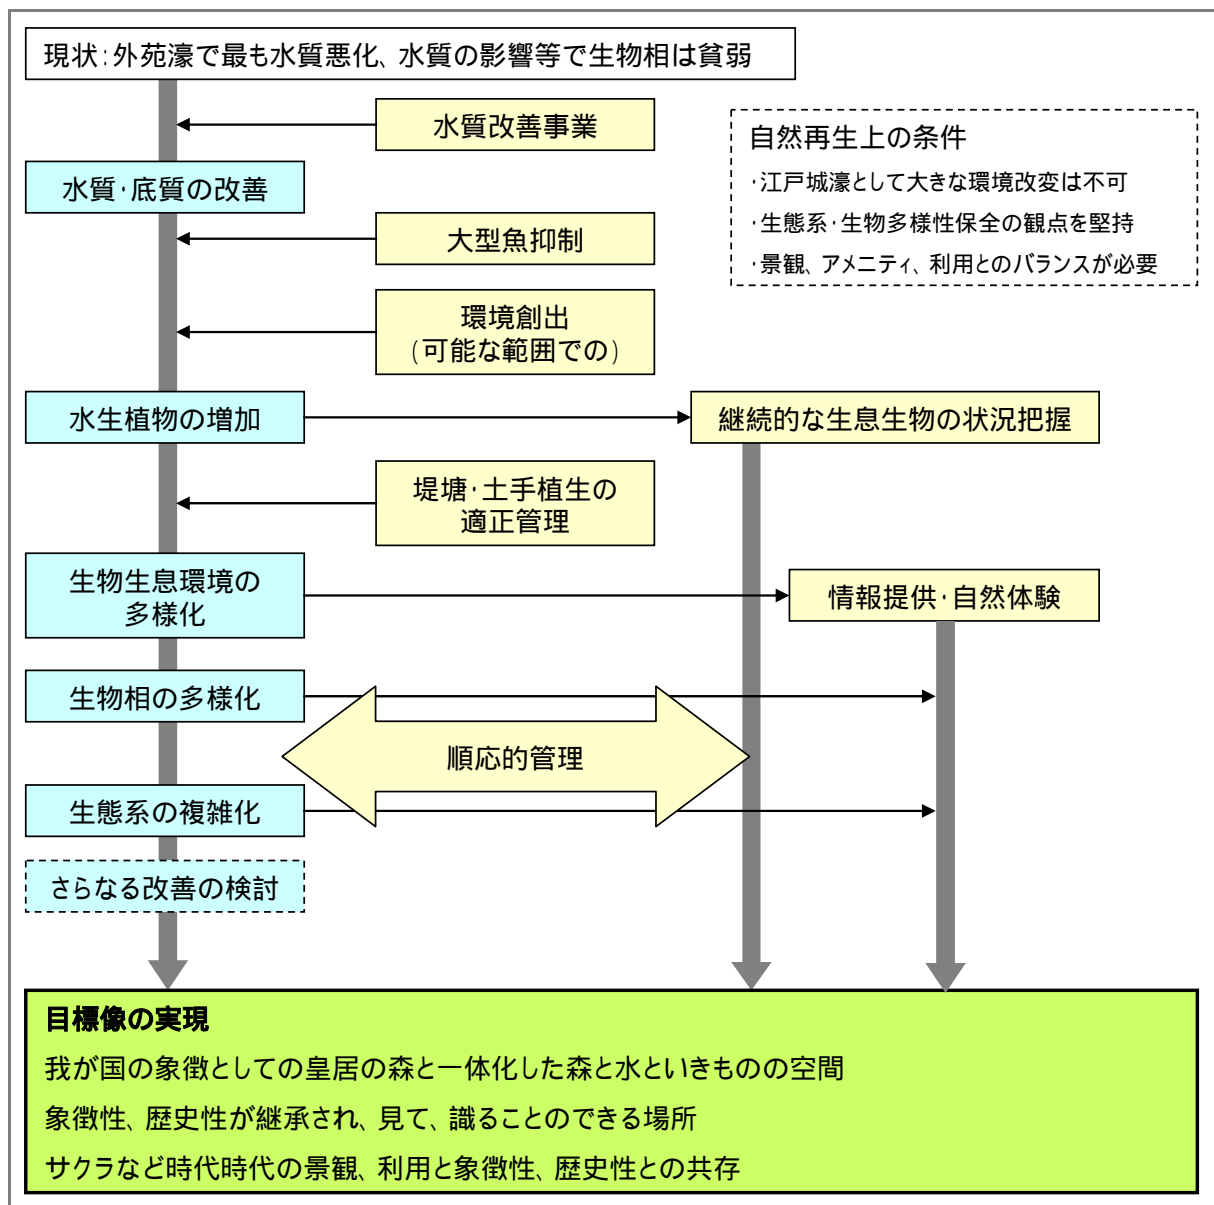 現状:外苑濠で最も水質悪化、水質の影響等で生物相は貧弱
水質改善事業
自然再生上の条件
・江戸城濠として大きな環境改変は不可
・生態系・生物多様性保全の観点を堅持
・景観、アメニティ、利用とのバランスが必要
水質・底質の改善
大型魚抑制
環境創出
(可能な範囲での)
水生植物の増加
継続的な生息生物の状況把握
堤塘・土手植生の
適正管理
生物生息環境の
多様化
情報提供・自然体験
生物相の多様化
順応的管理
生態系の複雑化
さらなる改善の検討
目標像の実現
我が国の象徴としての皇居の森と一体化した森と水といきものの空間
象徴性、歴史性が継承され、見て、識ることのできる場所
サクラなど時代時代の景観、利用と象徴性、歴史性との共存